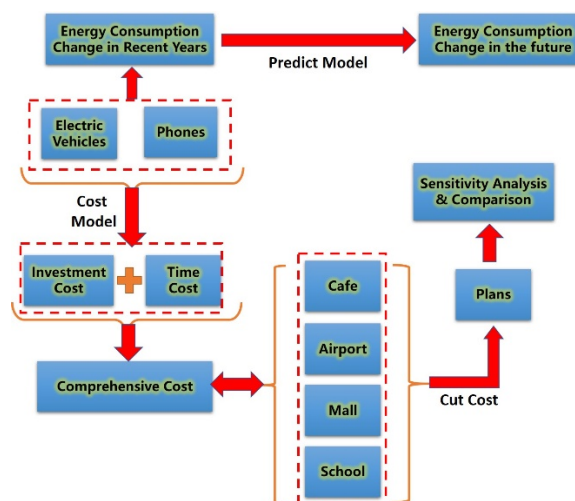 Energy Consumption
Change in Recent Years
Predict Model
Energy Consumption
Change in the future
Electric
Vehicles
Phones
Cost
Model
Investment
Cost
Time
Cost
Comprehensive Cost
Cafe
Airport
Mall
School
Sensitivity Analysis
& Comparison
Plans
Cut Cost